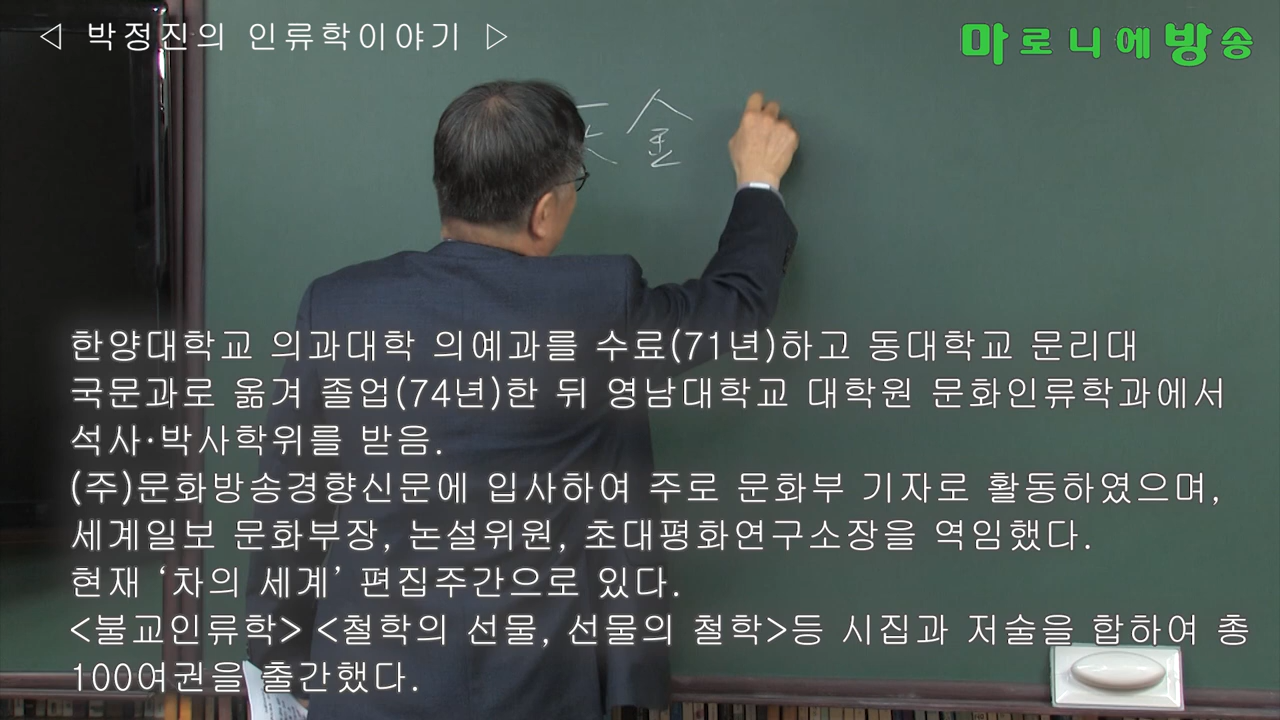 ◁ 박정진의 인류학이야기 ▷
마로니에방송
金
한양대학교 의과대학 의예과를 수료(71년)하고 동대학교 문리대
국문과로 옮겨 졸업(74년)한 뒤 영남대학교 대학원 문화인류학과에서
석사·박사학위를 받음.
(주)문화방송경향신문에 입사하여 주로 문화부 기자로 활동하였으며,
세계일보 문화부장, 논설위원, 초대평화연구소장을 역임했다.
현재 ‘차의 세계’ 편집주간으로 있다.
<불교인류학> <철학의 선물, 선물의 철학>등 시집과 저술을 합하여 총
100여권을 출간했다.